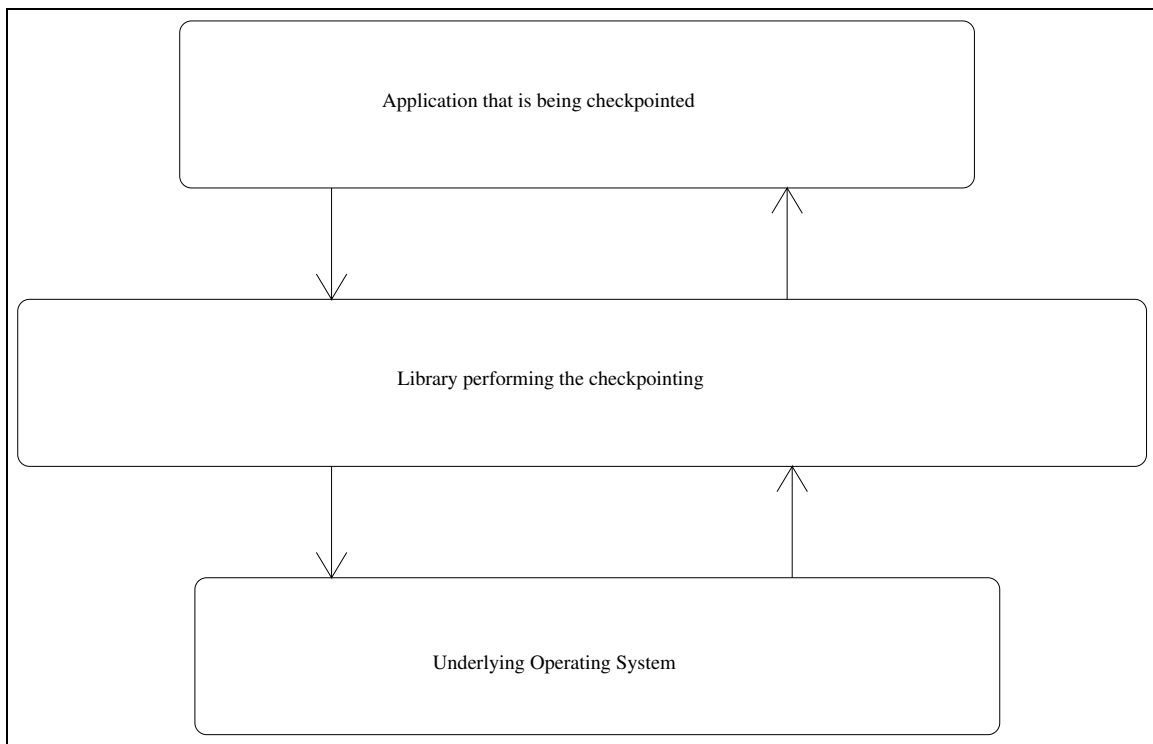 Application that is being checkpointed
Library performing the checkpointing
Underlying Operating System